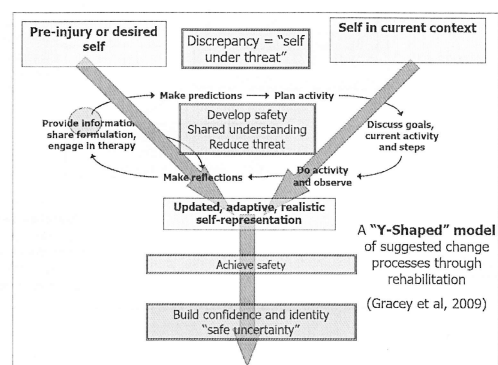 Pre-injury or desired
self
Discrepancy = "self
under threat"
Self in current context
Make predictions
Plan activity
Provide information
share formulation,
engage in therapy
Develop safety
Shared understanding
Reduce threat
Discuss goals,
current activity
and steps
Make reflections
Do activity
and observe
Updated, adaptive, realistic
self-representation
A "Y-Shaped" model
of suggested change
processes through
rehabilitation
(Gracey et al, 2009)
Achieve safety
Build confidence and identity
"safe uncertainty"